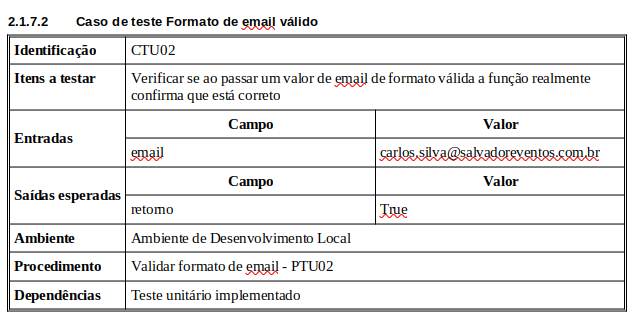 2.1.7.2 Caso de teste Formato de email válido
Identificação CTU02
Itens a testar Verificar se ao passar um valor de email de formato válida a função realmente
confirma que está correto
Entradas
Campo Valor
email carlos.silva@salvadoreventos.com.br
Saídas esperadas
Campo Valor
retorno True
Ambiente Ambiente de Desenvolvimento Local
Procedimento Validar formato de email - PTU02
Dependências Teste unitário implementado